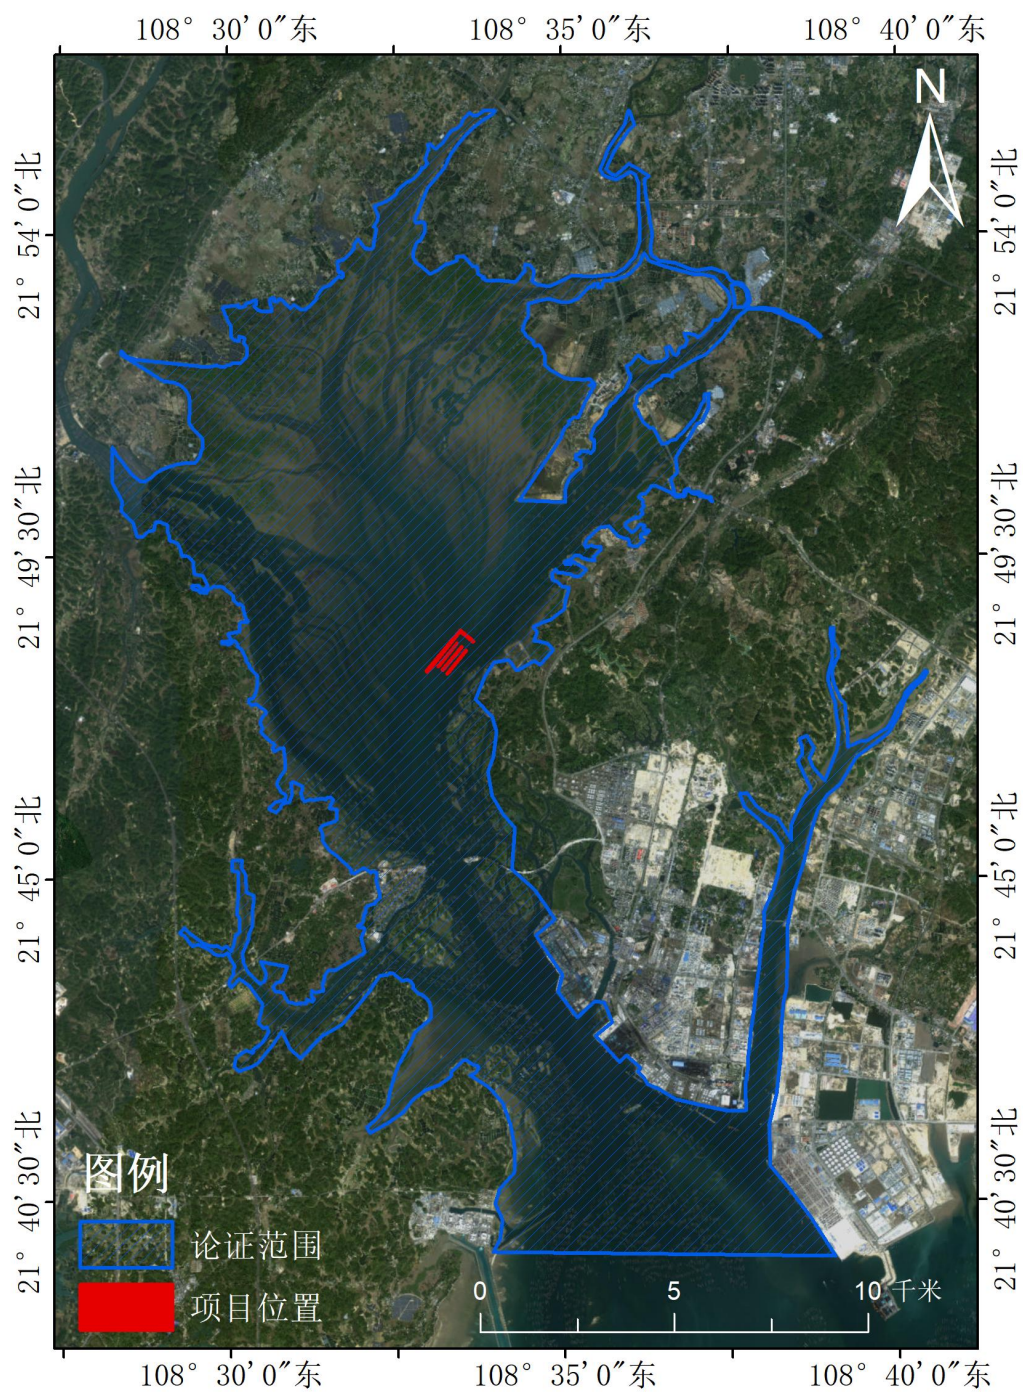 108° 30′ 0″东 108° 35′ 0″东 108° 40′ 0″东
N
21° 54′ 0″北 21° 54′ 0″北
21° 49′ 30″北 21° 49′ 30″北
21° 45′ 0″北 21° 45′ 0″北
21° 40′ 30″北 21° 40′ 30″北
图例
论证范围
项目位置
0 5 10 千米
108° 30′ 0″东 108° 35′ 0″东 108° 40′ 0″东